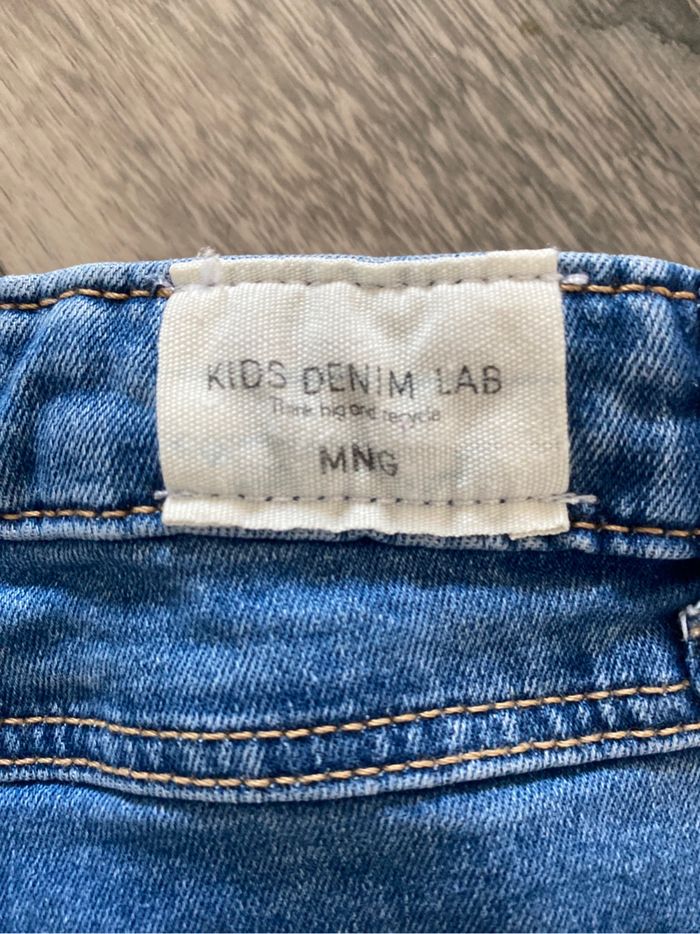 KIDS DENIM LAB
Think big and recycle
MNG